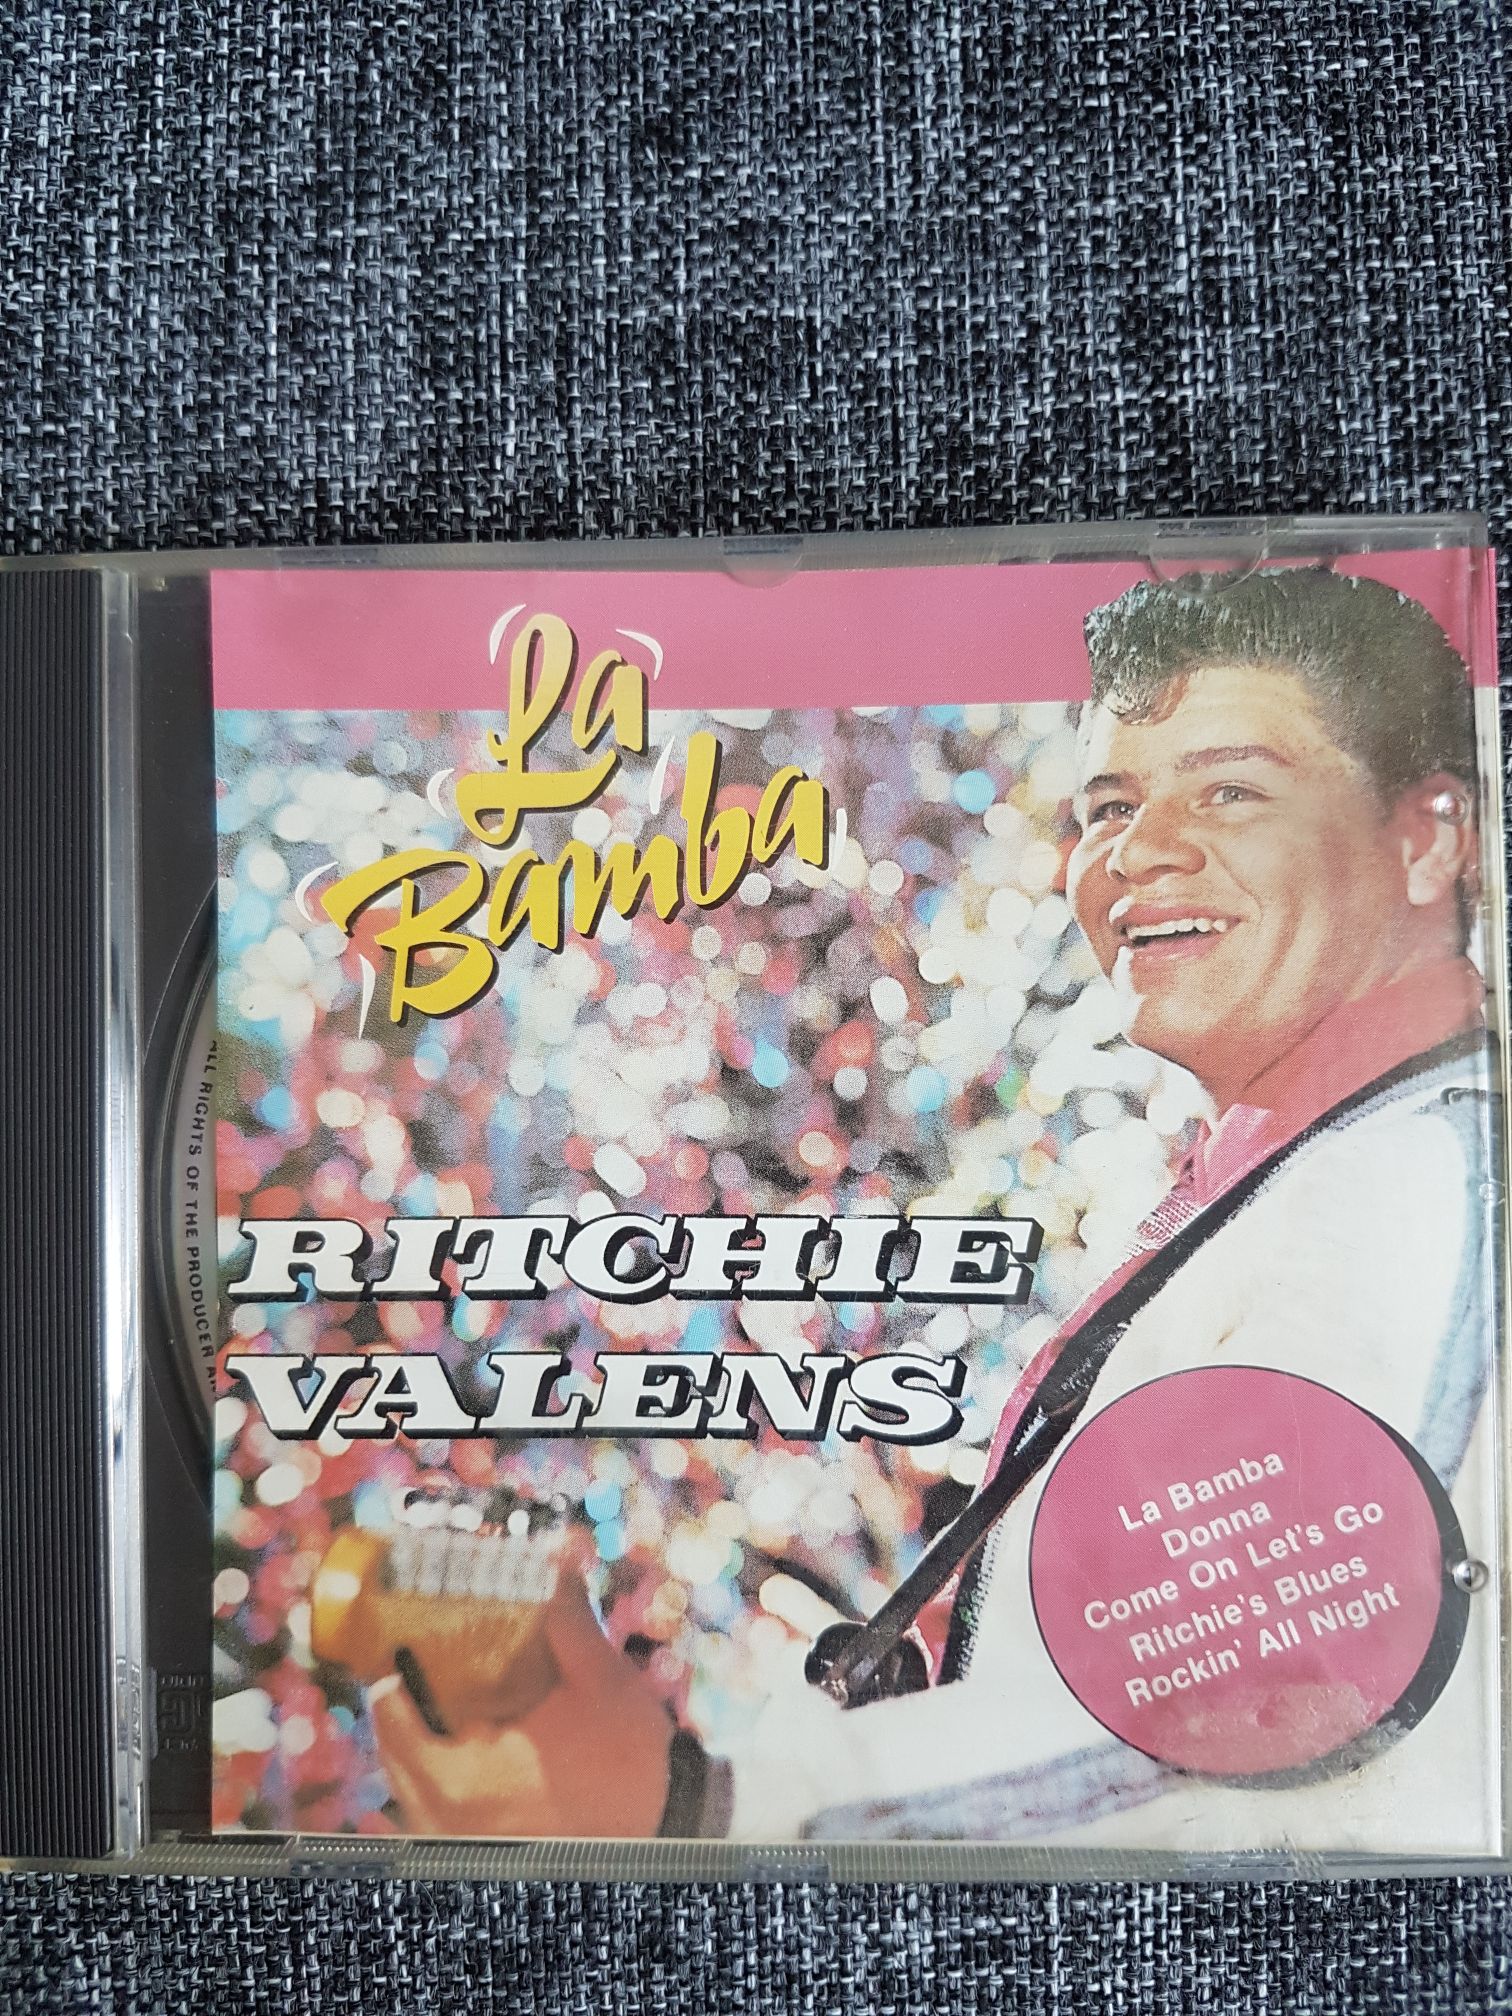 La
Bamba
RITCHIE
VALENS
La Bamba
Donna
Come On Let's Go
Ritchie's Blues
Rockin' All Night
ALL RIGHTS OF THE PRODUCER AN